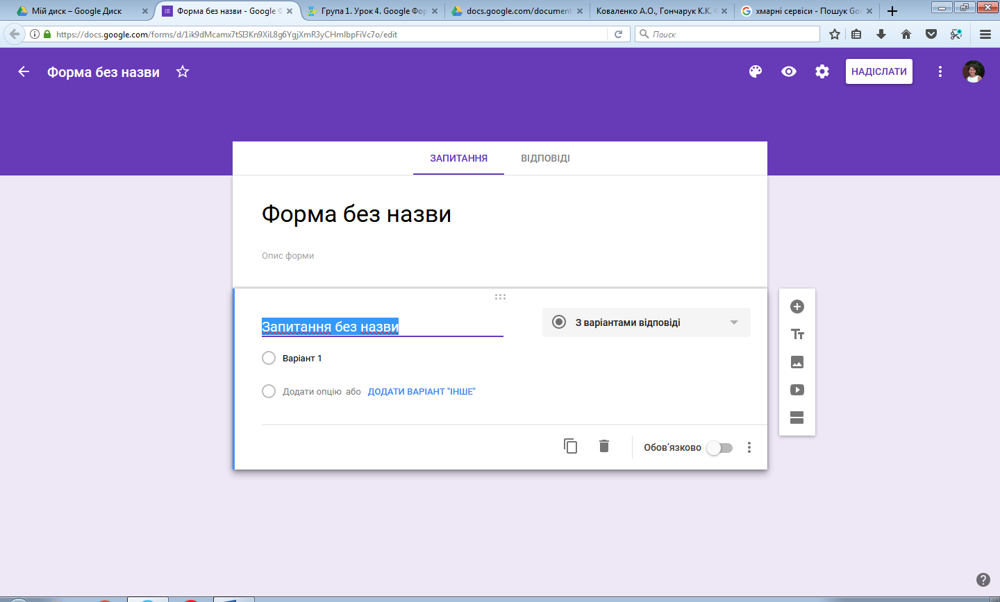 Мій диск – Google Диск
Форма без назви - Google Ф
Група 1. Урок 4. Google Фор
docs.google.com/document
Коваленко А.О., Гончарук К.К. Ф
хмарні сервіси - Пошук Goo
https://docs.google.com/forms/d/1ik9dMcamx7tSI3Kn9XiL8g6YgjXmR3yCHmIbpFiVc7o/edit
Поиск
Форма без назви
НАДІСЛАТИ
ЗАПИТАННЯ
ВІДПОВІДІ
Форма без назви
Опис форми
Запитання без назви
З варіантами відповіді
Варіант 1
Додати опцію або ДОДАТИ ВАРІАНТ "ІНШЕ"
Обов’язково